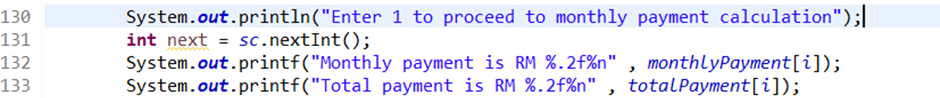 130 System.out.println("Enter 1 to proceed to monthly payment calculation");
131 int next = sc.nextInt();
132 System.out.printf("Monthly payment is RM %.2f%n" , monthlyPayment[i]);
133 System.out.printf("Total payment is RM %.2f%n" , totalPayment[i]);